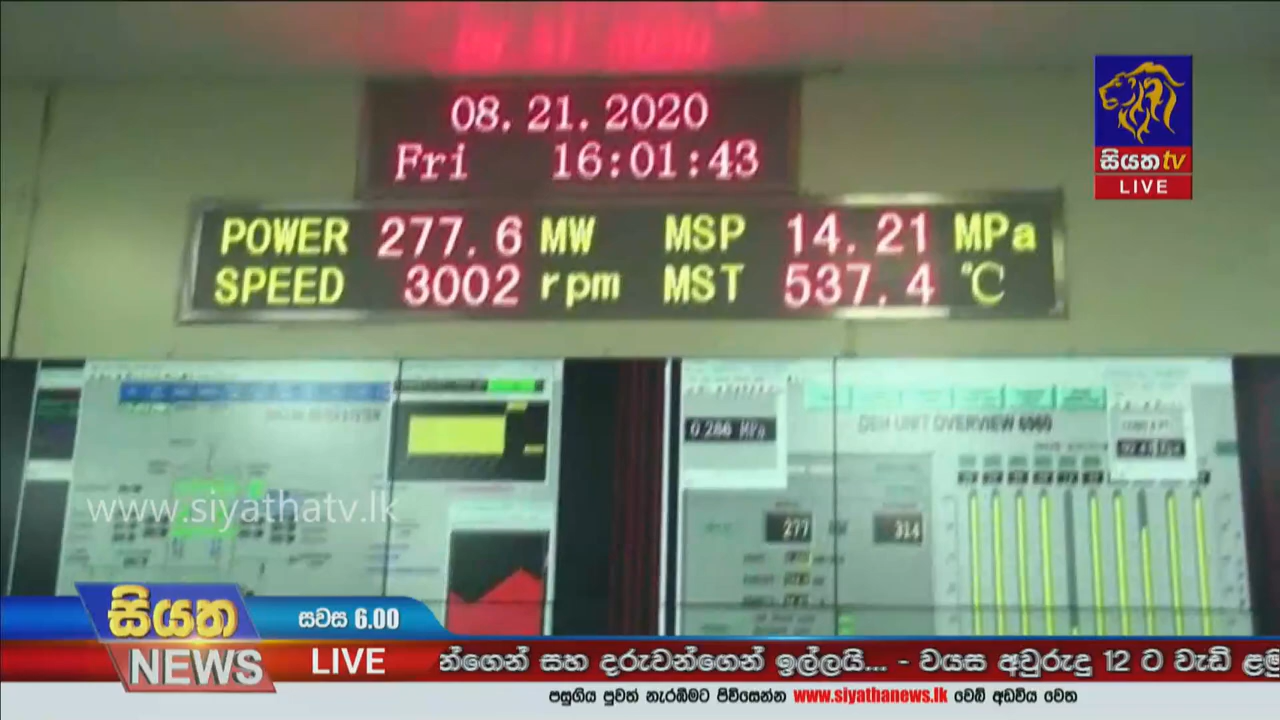 08.21.2020
Fri 16:01:43
POWER 277.6 MW MSP 14.21 MPa
SPEED 3002 rpm MST 537.4 ℃
සියත tv
LIVE
0.286 MPa
UNIT OVERVIEW
277 314
www.siyathatv.lk
සියත
සවස 6.00
NEWS
LIVE
න්ගෙන් සහ දරුවන්ගෙන් ඉල්ලයි... - වයස අවුරුදු 12 ට වැඩි ළමු
පසුගිය පුවත් නැරඹීමට පිවිසෙන්න www.siyathanews.lk වෙබ් අඩවිය වෙත